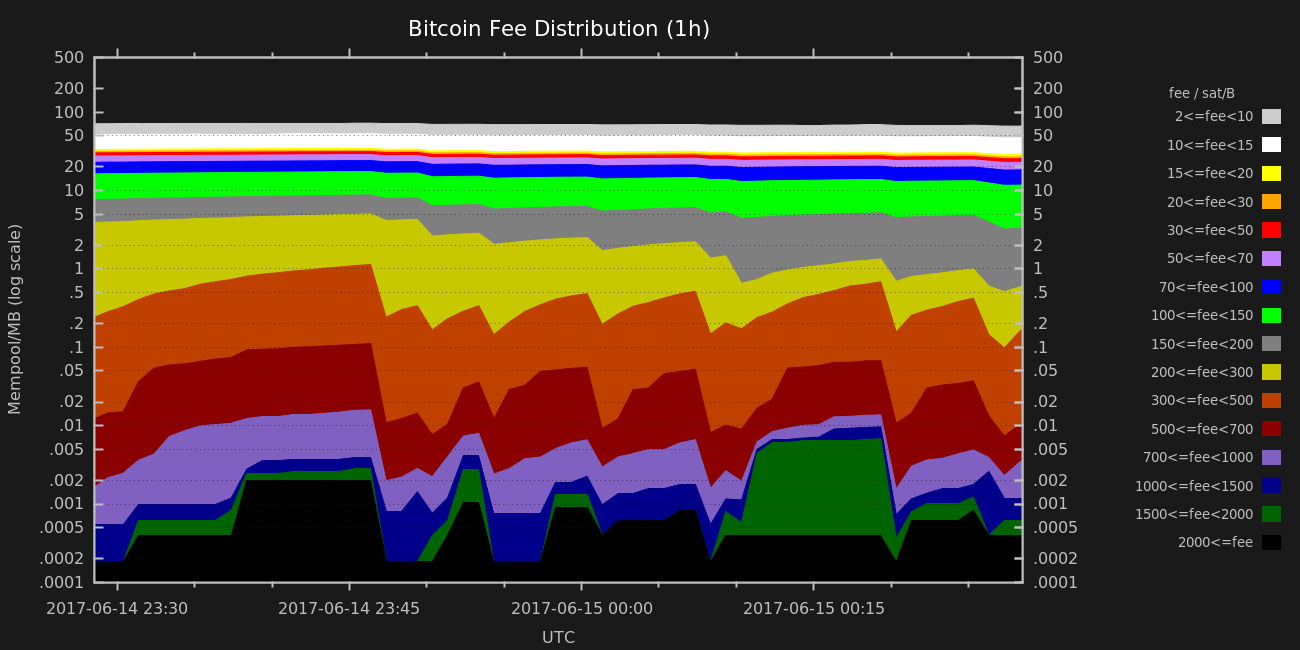 Bitcoin Fee Distribution (1h)
500
200
100
50
20
10
5
2
1
.5
.2
.1
.05
.02
.01
.005
.002
.001
.0005
.0002
.0001
Mempool/MB (log scale)
500
200
100
50
20
10
5
2
1
.5
.2
.1
.05
.02
.01
.005
.002
.001
.0005
.0002
.0001
2017-06-14 23:30 2017-06-14 23:45 2017-06-15 00:00 2017-06-15 00:15
UTC
fee / sat/B
2<=fee<10
10<=fee<15
15<=fee<20
20<=fee<30
30<=fee<50
50<=fee<70
70<=fee<100
100<=fee<150
150<=fee<200
200<=fee<300
300<=fee<500
500<=fee<700
700<=fee<1000
1000<=fee<1500
1500<=fee<2000
2000<=fee